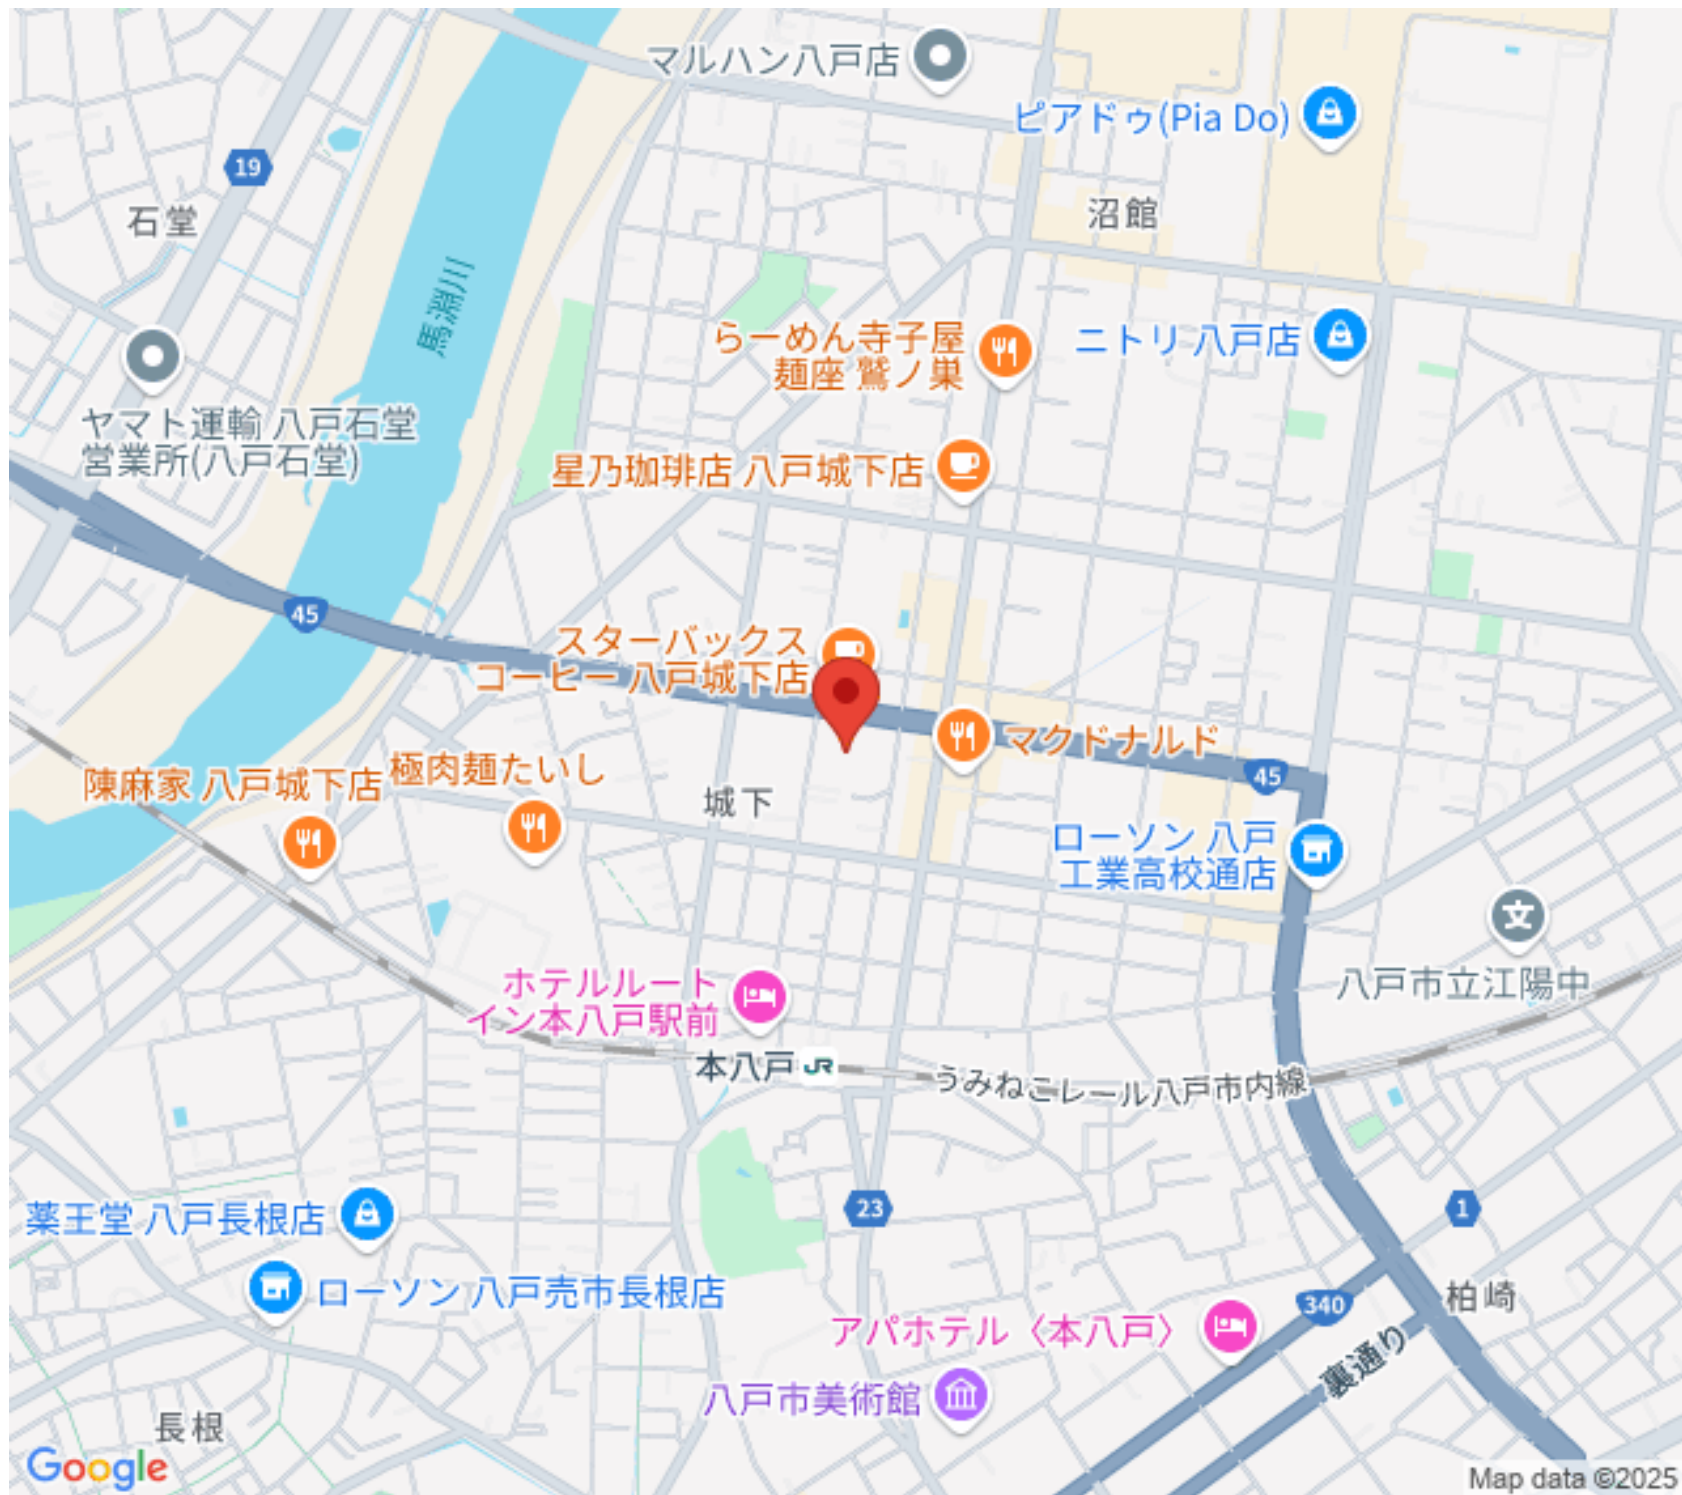 マルハン八戸店
ピアドゥ(Pia Do)
19
石堂
沼館
馬淵川
らーめん寺子屋
麺座 鷲ノ巣
ニトリ 八戸店
ヤマト運輸 八戸石堂
営業所(八戸石堂)
星乃珈琲店 八戸城下店
45
スターバックス
コーヒー 八戸城下店
マクドナルド
45
陳麻家 八戸城下店
極肉麺たいし
城下
ローソン 八戸
工業高校通店
文
八戸市立江陽中
ホテルルート
イン本八戸駅前
本八戸 JR
うみねこレール八戸市内線
薬王堂 八戸長根店
23
1
ローソン 八戸売市長根店
340
柏崎
アパホテル〈本八戸〉
裏通り
八戸市美術館
長根
Google
Map data ©2025